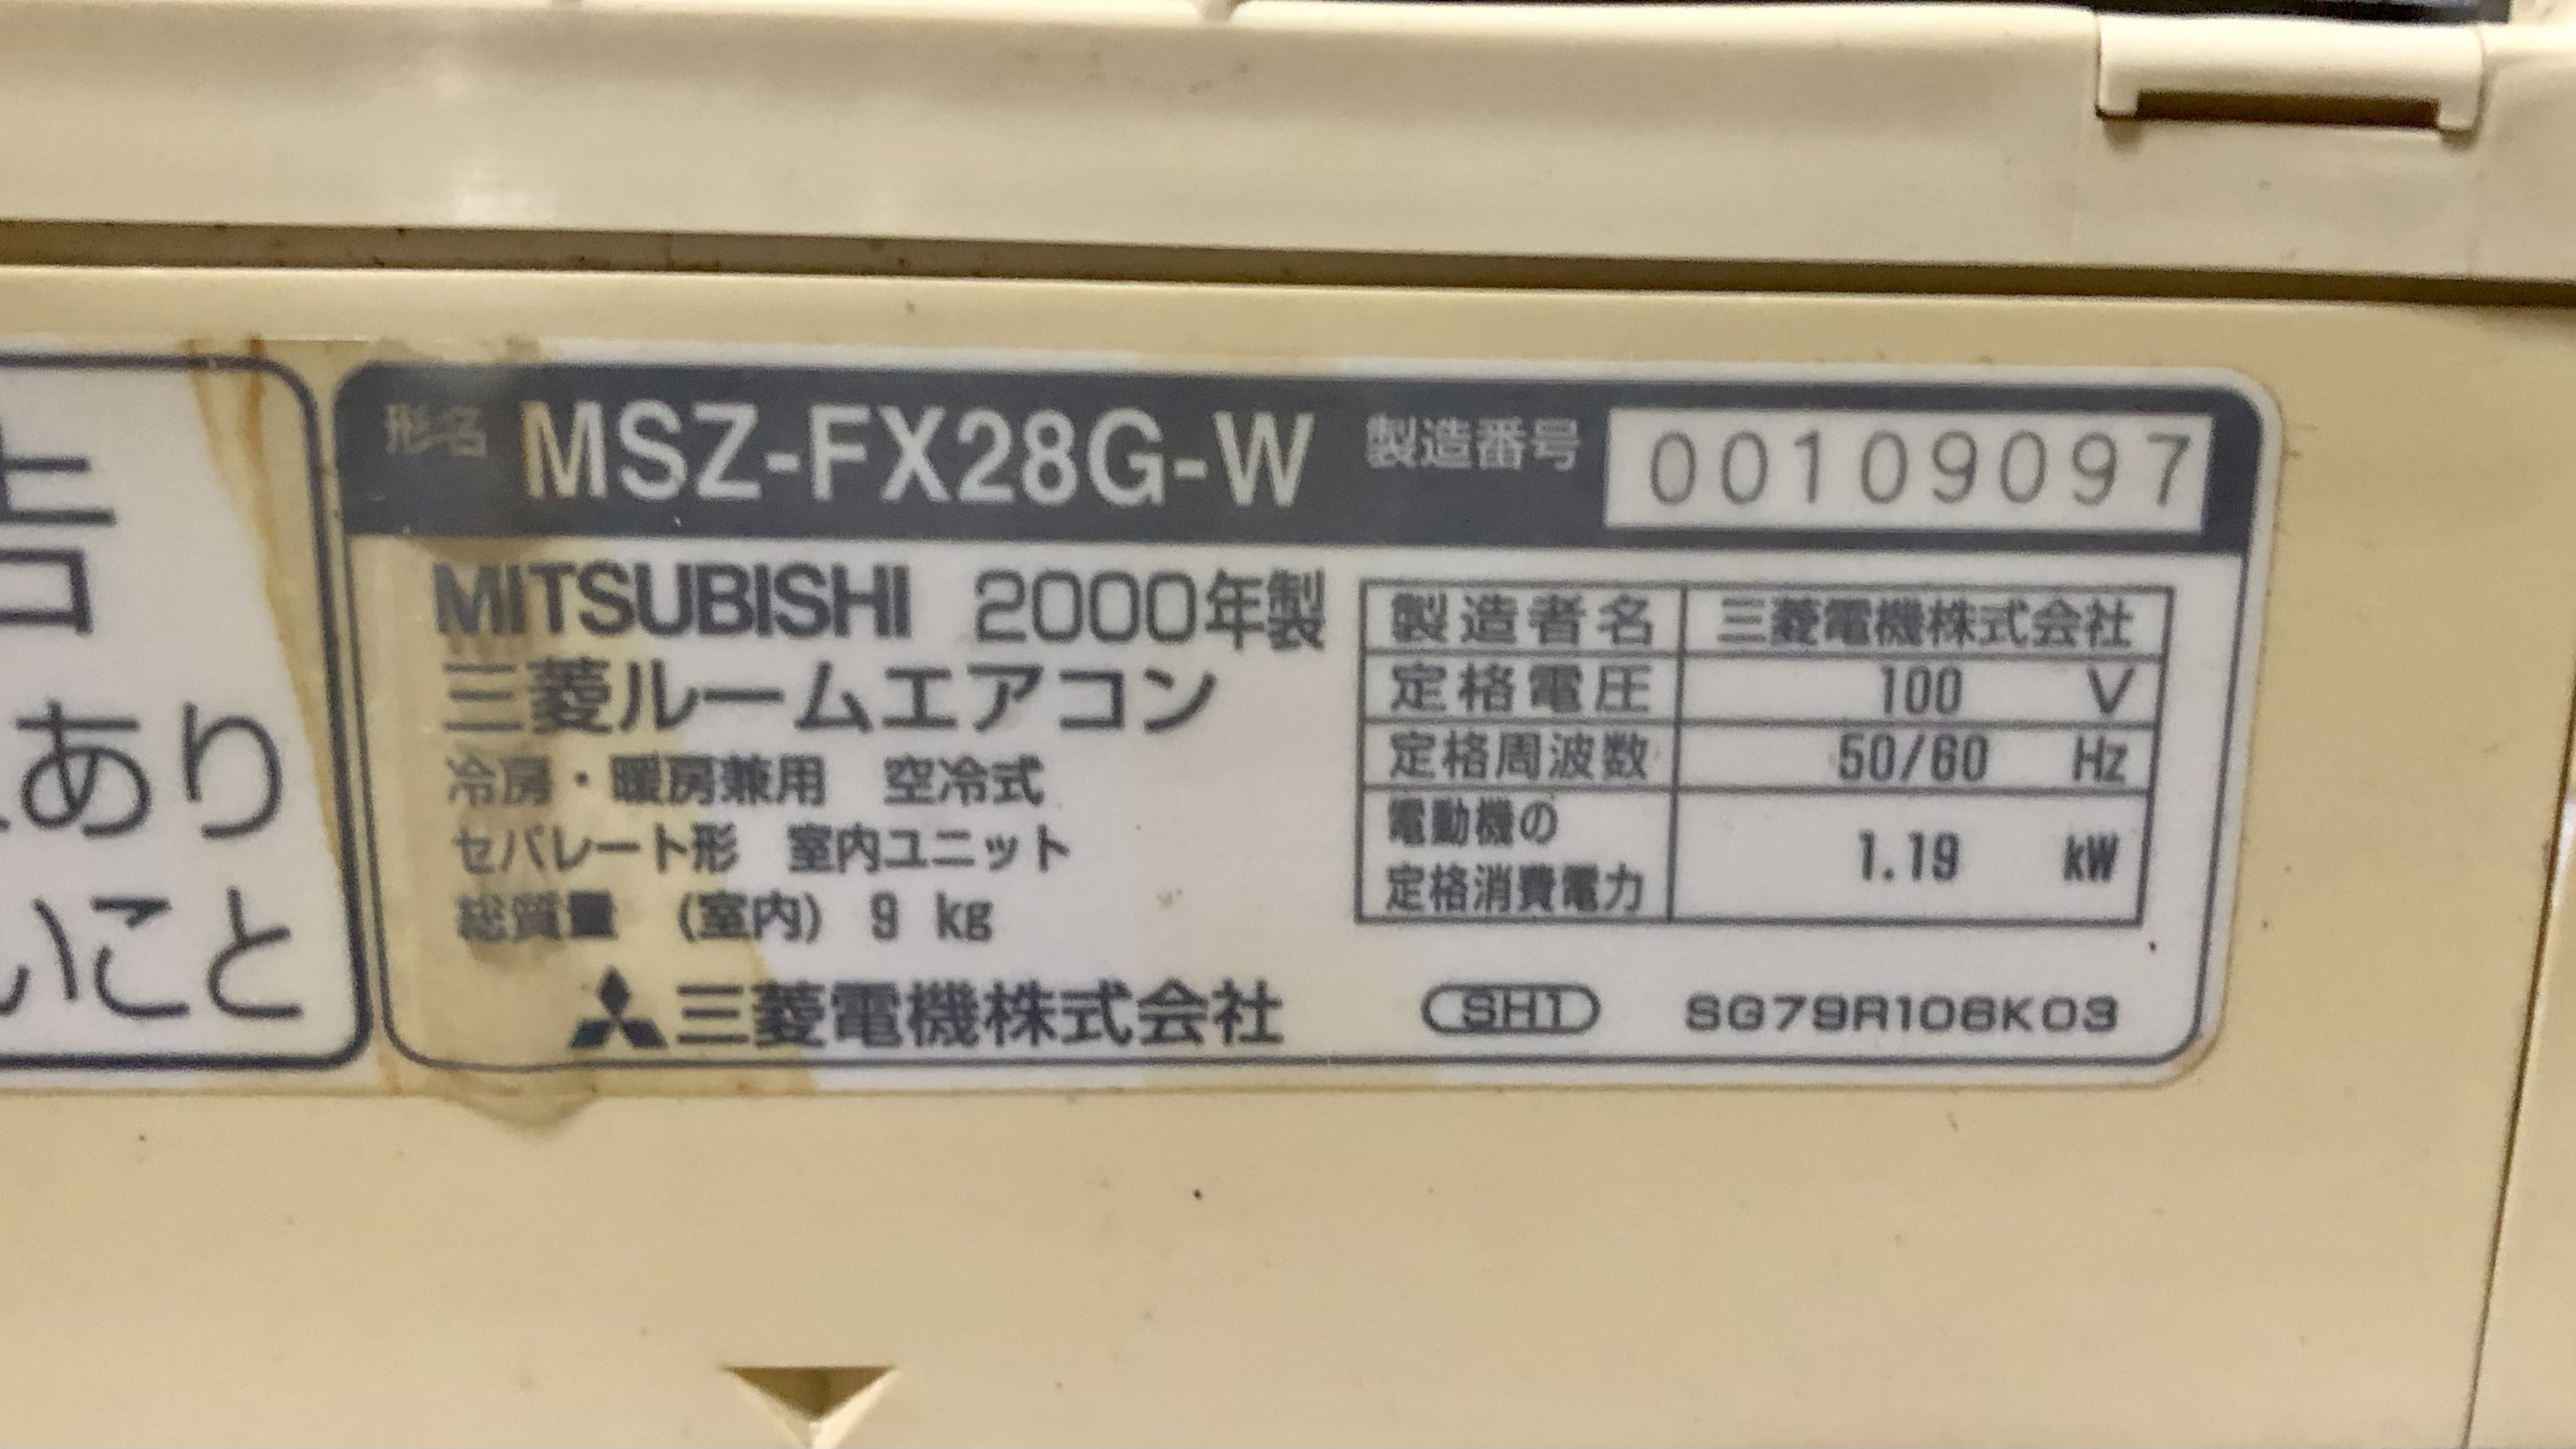 告
あり
いこと
形名 MSZ-FX28G-W 製造番号 00109097
MITSUBISHI 2000年製
三菱ルームエアコン
冷房・暖房兼用 空冷式
セパレート形 室内ユニット
総質量 (室内) 9 kg
三菱電機株式会社
製造者名 三菱電機株式会社
定格電圧 100 V
定格周波数 50/60 Hz
電動機の
定格消費電力 1.19 kW
SH1 SG79R106K03